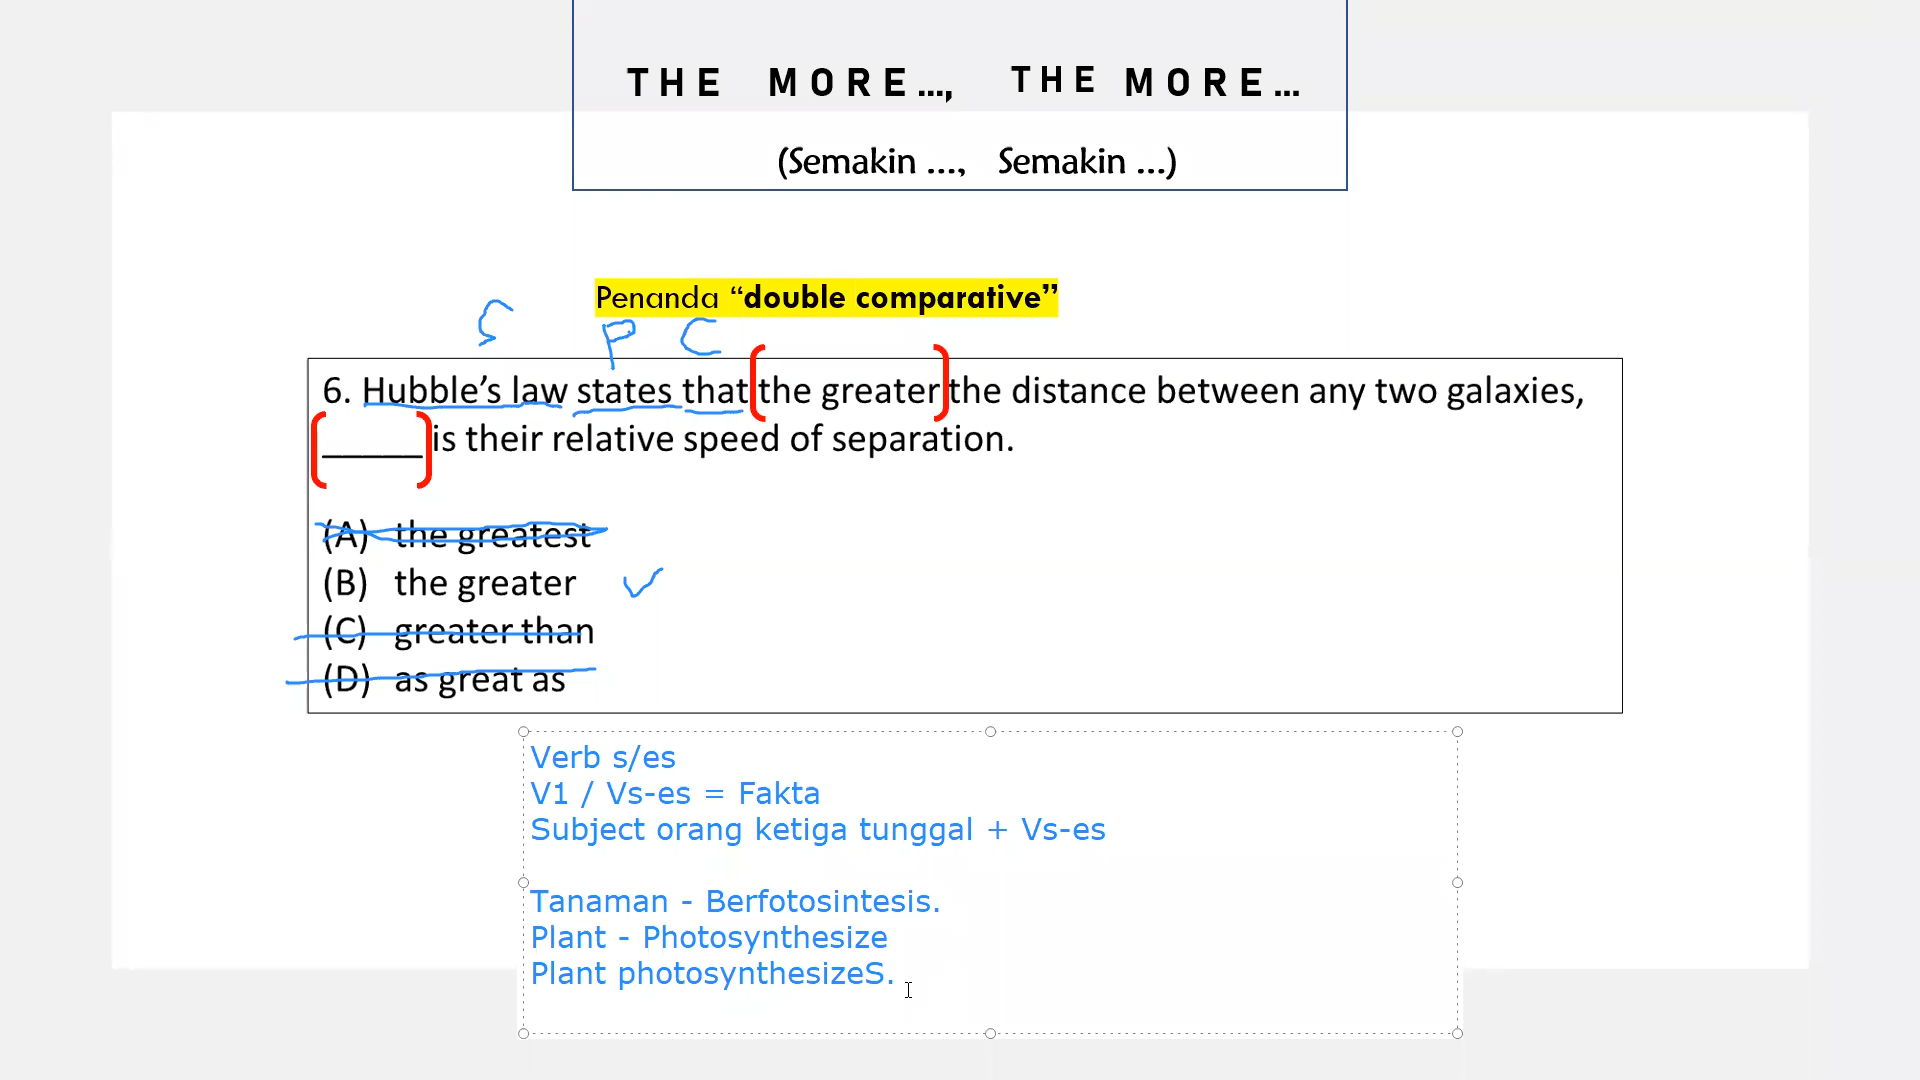 THE MORE..., THE MORE...
(Semakin ..., Semakin ...)
Penanda “double comparative”
S P C
6. Hubble’s law states that the greater the distance between any two galaxies,
_____ is their relative speed of separation.
(A) the greatest
(B) the greater
(C) greater than
(D) as great as
Verb s/es
V1 / Vs-es = Fakta
Subject orang ketiga tunggal + Vs-es
Tanaman - Berfotosintesis.
Plant - Photosynthesize
Plant photosynthesizeS.